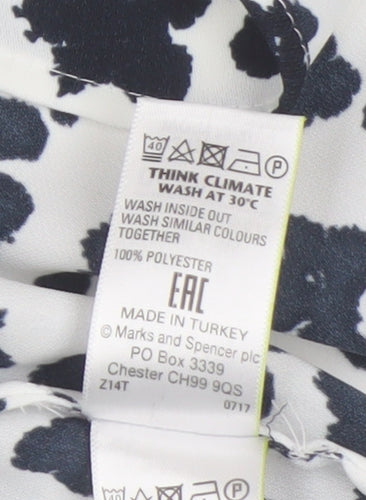 40 P
THINK CLIMATE
WASH AT 30°C
WASH INSIDE OUT
WASH SIMILAR COLOURS
TOGETHER
100% POLYESTER
EAC
MADE IN TURKEY
© Marks and Spencer plc
PO Box 3339
Chester CH99 9QS
Z14T 0717
P